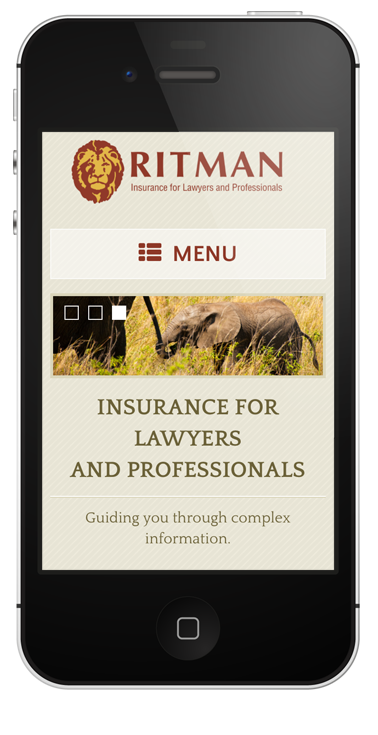 RITMAN
Insurance for Lawyers and Professionals
MENU
INSURANCE FOR
LAWYERS
AND PROFESSIONALS
Guiding you through complex
information.